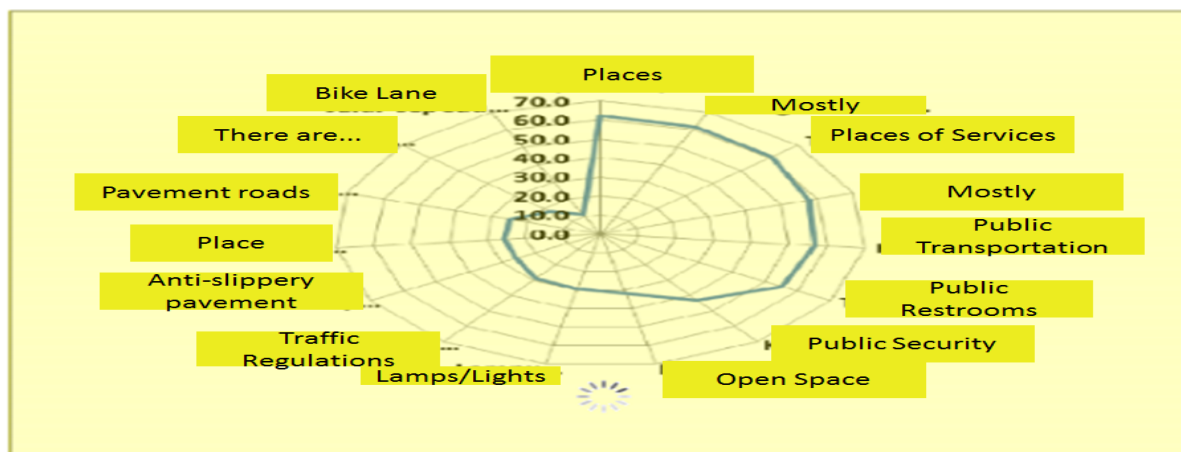 Places
Bike Lane
Mostly
There are...
Places of Services
Pavement roads
Mostly
Place
Public
Transportation
Anti-slippery
pavement
Public
Restrooms
Traffic
Regulations
Public Security
Lamps/Lights
Open Space
70.0
60.0
50.0
40.0
30.0
20.0
10.0
0.0